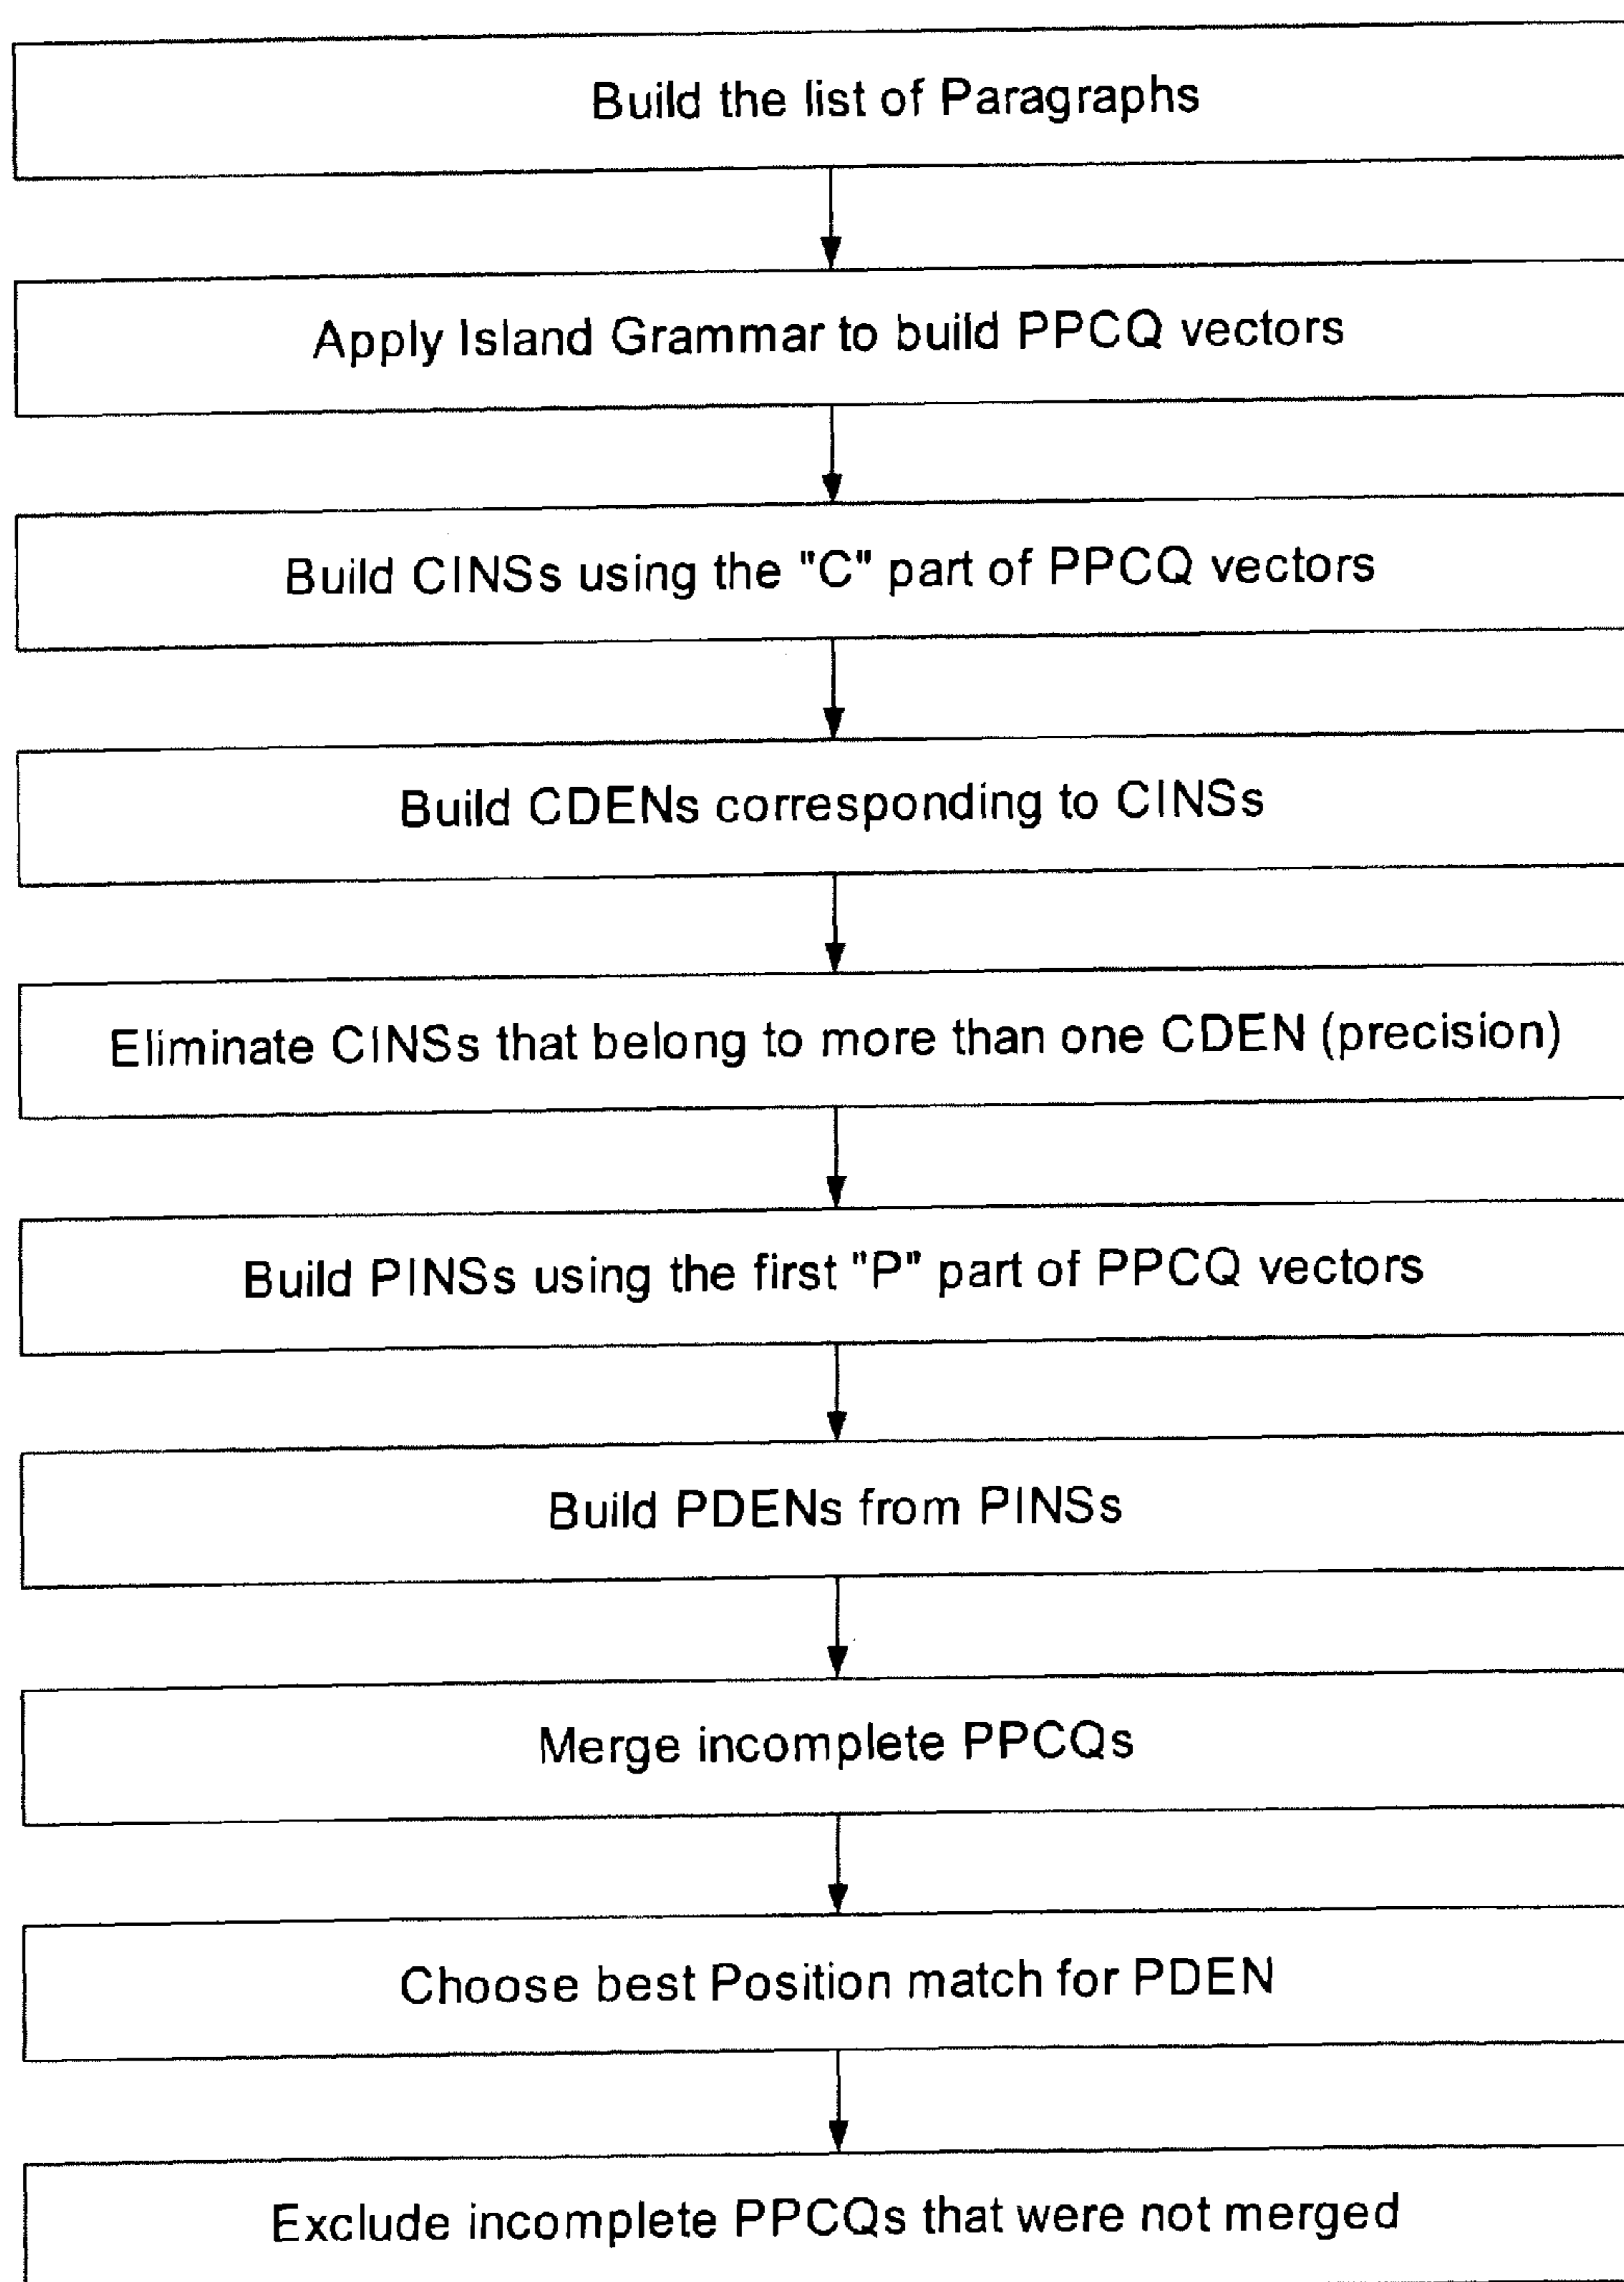 Build the list of Paragraphs
Apply Island Grammar to build PPCQ vectors
Build CINSs using the "C" part of PPCQ vectors
Build CDENs corresponding to CINSs
Eliminate CINSs that belong to more than one CDEN (precision)
Build PINSs using the first "P" part of PPCQ vectors
Build PDENs from PINSs
Merge incomplete PPCQs
Choose best Position match for PDEN
Exclude incomplete PPCQs that were not merged